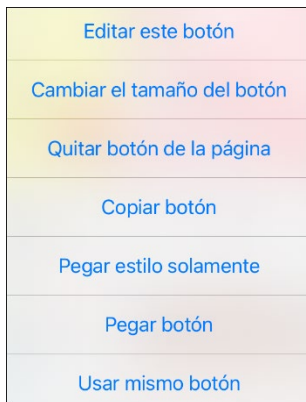 Editar este botón
Cambiar el tamaño del botón
Quitar botón de la página
Copiar botón
Pegar estilo solamente
Pegar botón
Usar mismo botón